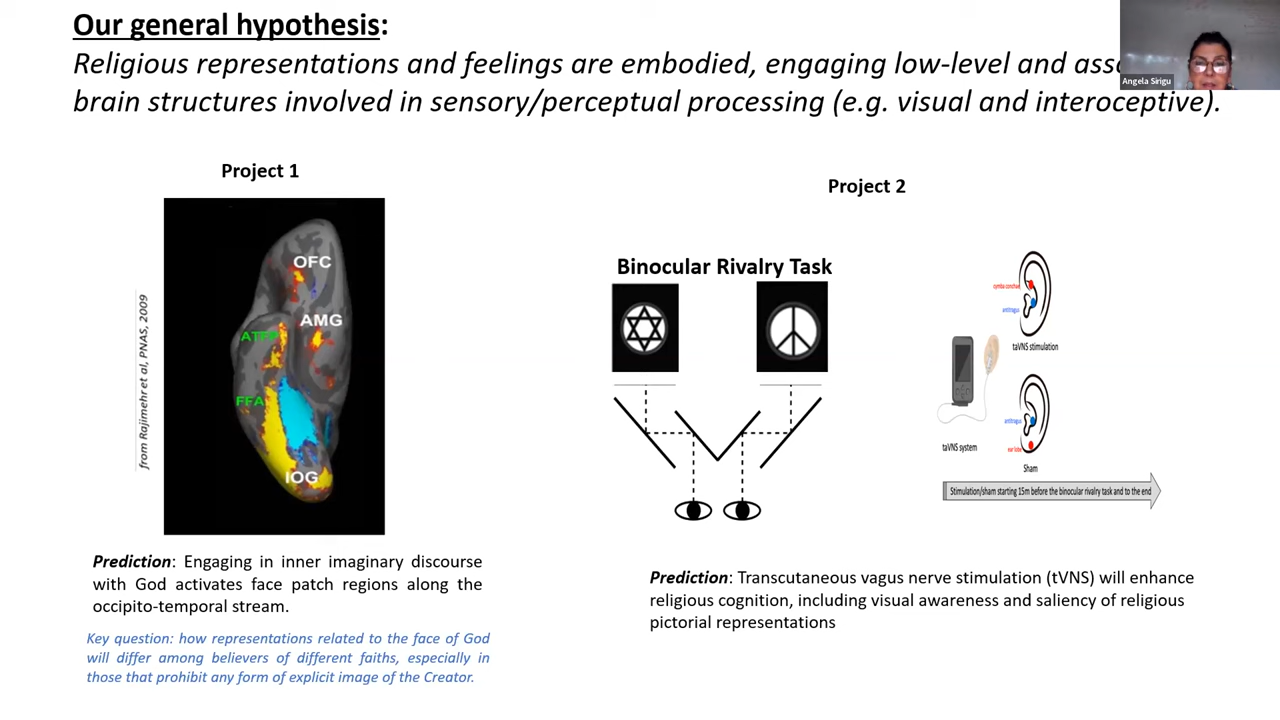 Our general hypothesis:
Religious representations and feelings are embodied, engaging low-level and
brain structures involved in sensory/perceptual processing (e.g. visual and interoceptive).
Angela Sirigu
Project 1
from Rajimehr et al, PNAS, 2009
OFC
AMG
FFA
IOG
Prediction: Engaging in inner imaginary discourse
with God activates face patch regions along the
occipito-temporal stream.
Key question: how representations related to the face of God
will differ among believers of different faiths, especially in
those that prohibit any form of explicit image of the Creator.
Project 2
Binocular Rivalry Task
cymba conchae
antitragus
taVNS stimulation
antitragus
ear lobe
taVNS system
Sham
Stimulation/sham starting 15m before the binocular rivalry task and to the end
Prediction: Transcutaneous vagus nerve stimulation (tVNS) will enhance
religious cognition, including visual awareness and saliency of religious
pictorial representations